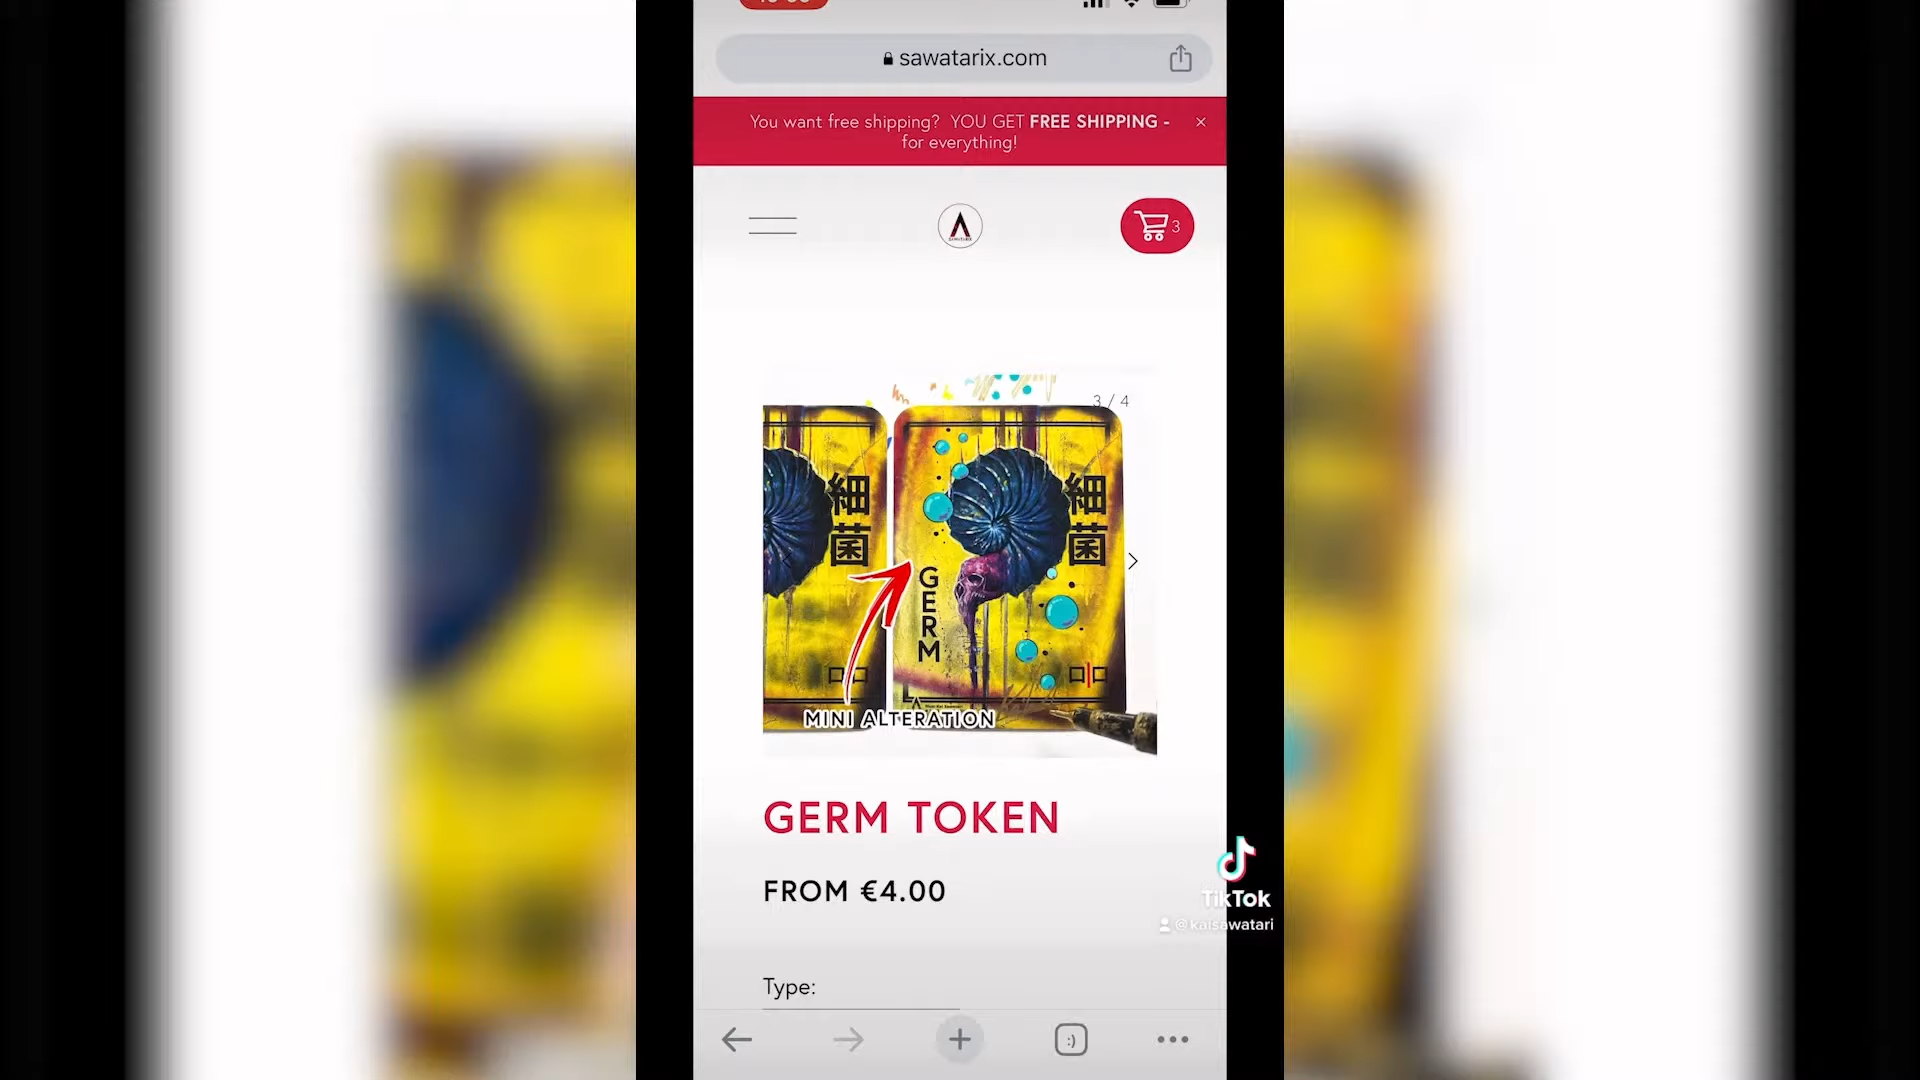 sawatarix.com
You want free shipping? YOU GET FREE SHIPPING -
for everything!
3
3 / 4
細菌
細菌
GERM
MINI ALTERATION
GERM TOKEN
FROM €4.00
Type:
:)
TikTok
@kaisawatari